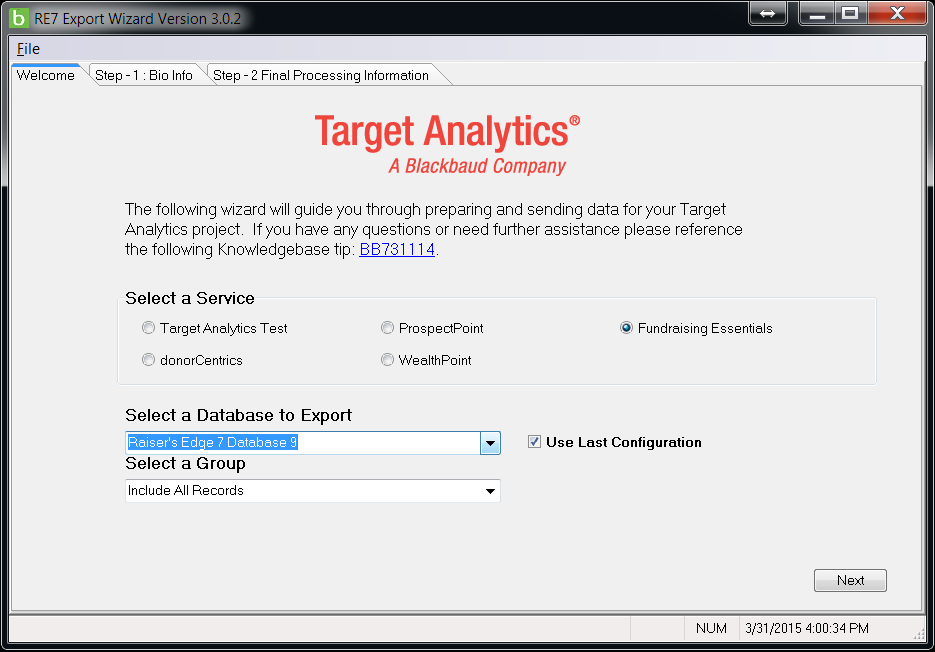 b RE7 Export Wizard Version 3.0.2
File
Welcome Step - 1 : Bio Info Step - 2 Final Processing Information
Target Analytics®
A Blackbaud Company
The following wizard will guide you through preparing and sending data for your Target
Analytics project. If you have any questions or need further assistance please reference
the following Knowledgebase tip: BB731114.
Select a Service
Target Analytics Test ProspectPoint Fundraising Essentials
donorCentrics WealthPoint
Select a Database to Export
Raiser's Edge 7 Database 9 Use Last Configuration
Select a Group
Include All Records
Next
NUM 3/31/2015 4:00:34 PM